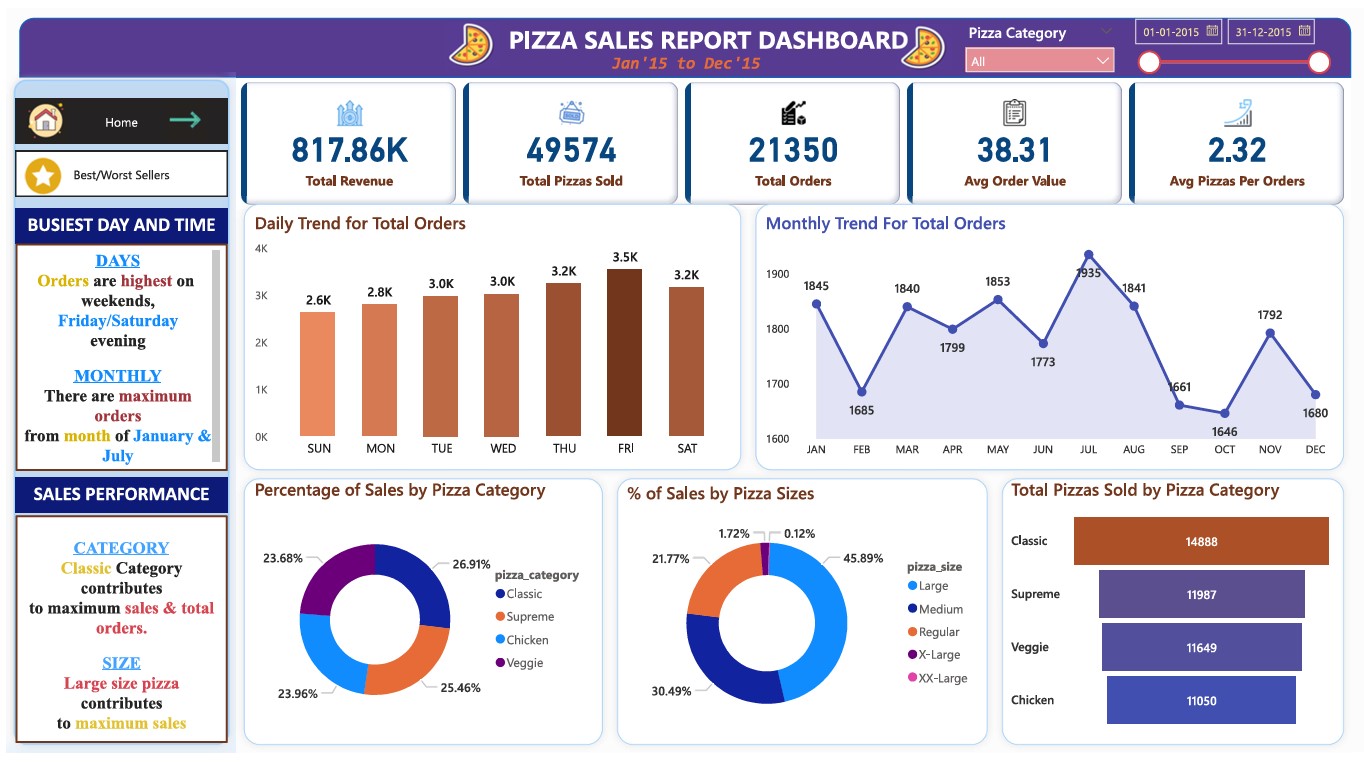 PIZZA SALES REPORT DASHBOARD
Jan'15 to Dec'15
Pizza Category
All
01-01-2015
31-12-2015
Home
Best/Worst Sellers
BUSIEST DAY AND TIME
DAYS
Orders are highest on
weekends,
Friday/Saturday
evening
MONTHLY
There are maximum
orders
from month of January &
July
SALES PERFORMANCE
CATEGORY
Classic Category
contributes
to maximum sales & total
orders.
SIZE
Large size pizza
contributes
to maximum sales
817.86K
Total Revenue
49574
Total Pizzas Sold
21350
Total Orders
38.31
Avg Order Value
2.32
Avg Pizzas Per Orders
Daily Trend for Total Orders
4K
3K
2K
1K
0K
2.6K
2.8K
3.0K
3.0K
3.2K
3.5K
3.2K
SUN
MON
TUE
WED
THU
FRI
SAT
Monthly Trend For Total Orders
1900
1800
1700
1600
1845
1685
1840
1799
1853
1773
1935
1841
1661
1646
1792
1680
JAN
FEB
MAR
APR
MAY
JUN
JUL
AUG
SEP
OCT
NOV
DEC
Percentage of Sales by Pizza Category
23.68%
26.91%
23.96%
25.46%
pizza_category
Classic
Supreme
Chicken
Veggie
% of Sales by Pizza Sizes
1.72%
0.12%
21.77%
45.89%
30.49%
pizza_size
Large
Medium
Regular
X-Large
XX-Large
Total Pizzas Sold by Pizza Category
Classic
14888
Supreme
11987
Veggie
11649
Chicken
11050